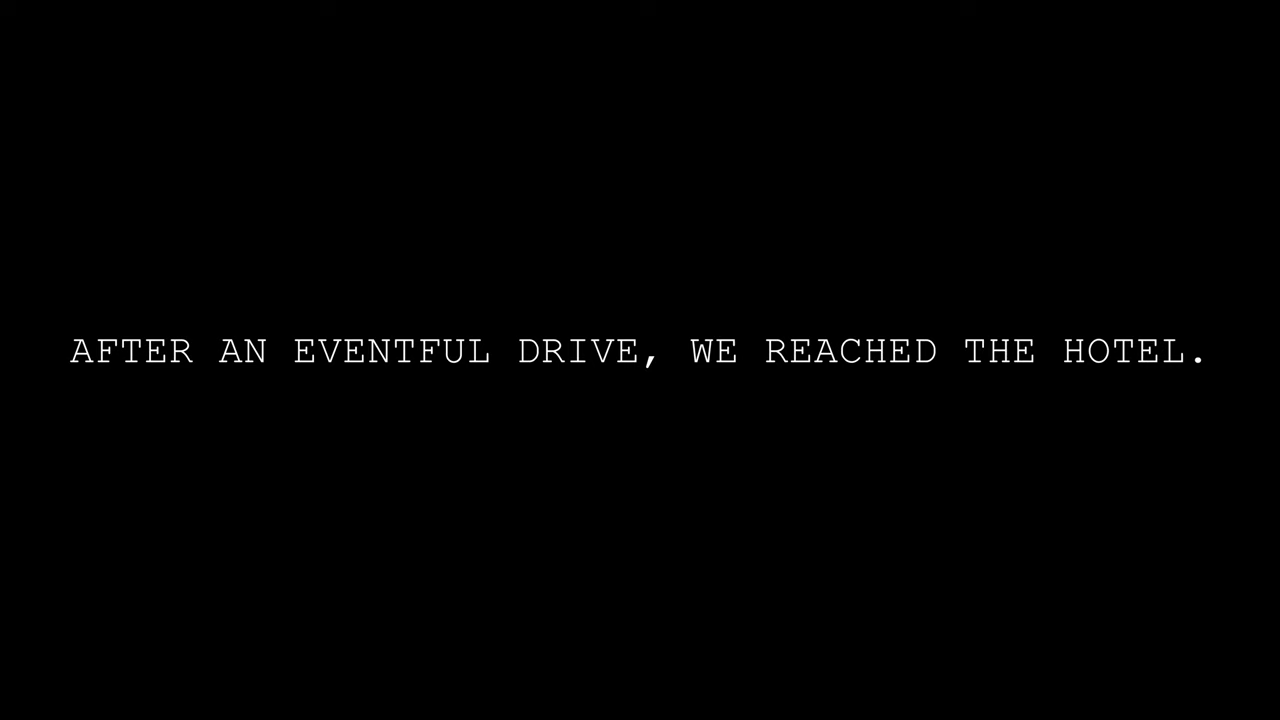 AFTER AN EVENTFUL DRIVE, WE REACHED THE HOTEL.